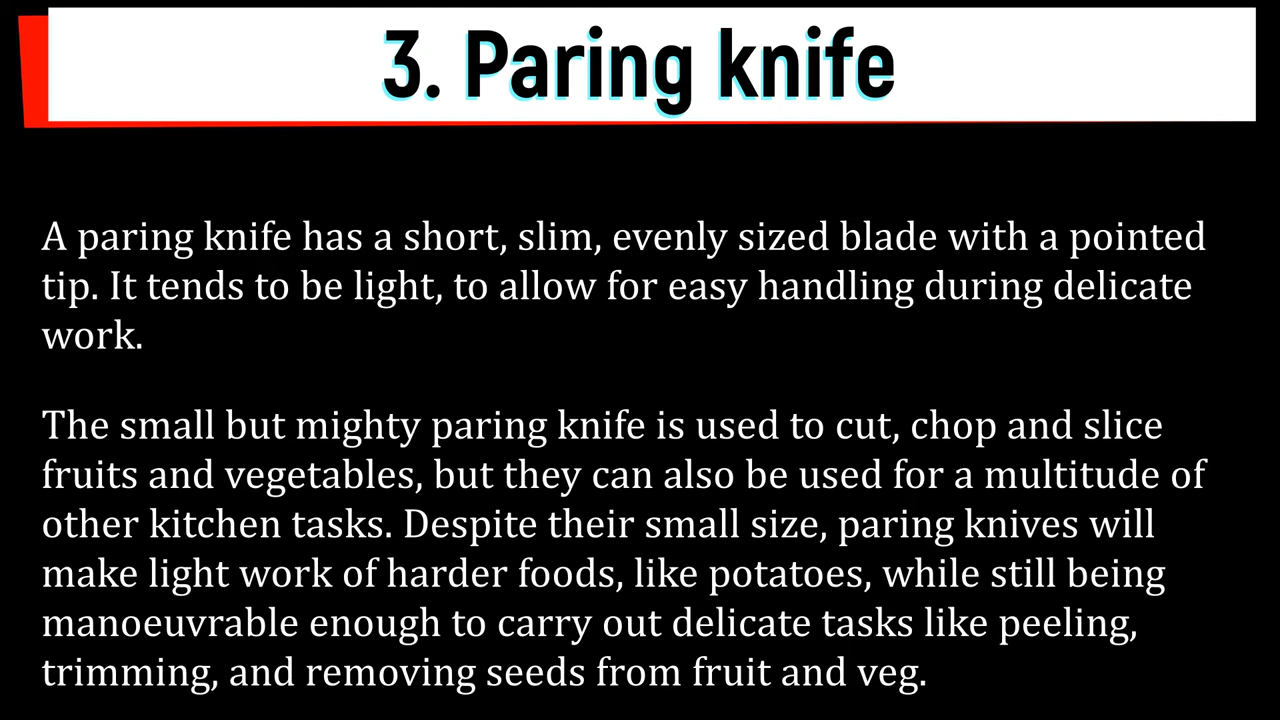 3. Paring knife
A paring knife has a short, slim, evenly sized blade with a pointed
tip. It tends to be light, to allow for easy handling during delicate
work.
The small but mighty paring knife is used to cut, chop and slice
fruits and vegetables, but they can also be used for a multitude of
other kitchen tasks. Despite their small size, paring knives will
make light work of harder foods, like potatoes, while still being
manoeuvrable enough to carry out delicate tasks like peeling,
trimming, and removing seeds from fruit and veg.